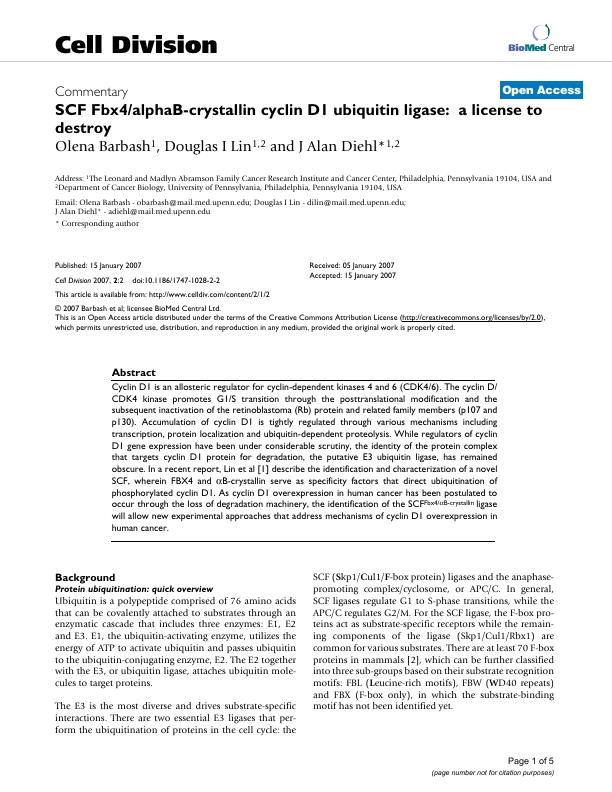 Cell Division
BioMed Central
Commentary
Open Access
SCF Fbx4/alphaB-crystallin cyclin D1 ubiquitin ligase: a license to
destroy
Olena Barbash1, Douglas I Lin1,2 and J Alan Diehl*1,2
Address: 1The Leonard and Madlyn Abramson Family Cancer Research Institute and Cancer Center, Philadelphia, Pennsylvania 19104, USA and
2Department of Cancer Biology, University of Pennsylvania, Philadelphia, Pennsylvania 19104, USA
Email: Olena Barbash - obarbash@mail.med.upenn.edu; Douglas I Lin - dilin@mail.med.upenn.edu;
J Alan Diehl* - adiehl@mail.med.upenn.edu
* Corresponding author
Published: 15 January 2007
Cell Division 2007, 2:2 doi:10.1186/1747-1028-2-2
Received: 05 January 2007
Accepted: 15 January 2007
This article is available from: http://www.celldiv.com/content/2/1/2
© 2007 Barbash et al; licensee BioMed Central Ltd.
This is an Open Access article distributed under the terms of the Creative Commons Attribution License (http://creativecommons.org/licenses/by/2.0),
which permits unrestricted use, distribution, and reproduction in any medium, provided the original work is properly cited.
Abstract
Cyclin D1 is an allosteric regulator for cyclin-dependent kinases 4 and 6 (CDK4/6). The cyclin D/
CDK4 kinase promotes G1/S transition through the posttranslational modification and the
subsequent inactivation of the retinoblastoma (Rb) protein and related family members (p107 and
p130). Accumulation of cyclin D1 is tightly regulated through various mechanisms including
transcription, protein localization and ubiquitin-dependent proteolysis. While regulators of cyclin
D1 gene expression have been under considerable scrutiny, the identity of the protein complex
that targets cyclin D1 protein for degradation, the putative E3 ubiquitin ligase, has remained
obscure. In a recent report, Lin et al [1] describe the identification and characterization of a novel
SCF, wherein FBX4 and αB-crystallin serve as specificity factors that direct ubiquitination of
phosphorylated cyclin D1. As cyclin D1 overexpression in human cancer has been postulated to
occur through the loss of degradation machinery, the identification of the SCFFbx4/αB-crystallin ligase
will allow new experimental approaches that address mechanisms of cyclin D1 overexpression in
human cancer.
Background
Protein ubiquitination: quick overview
Ubiquitin is a polypeptide comprised of 76 amino acids
that can be covalently attached to substrates through an
enzymatic cascade that includes three enzymes: E1, E2
and E3. E1, the ubiquitin-activating enzyme, utilizes the
energy of ATP to activate ubiquitin and passes ubiquitin
to the ubiquitin-conjugating enzyme, E2. The E2 together
with the E3, or ubiquitin ligase, attaches ubiquitin mole-
cules to target proteins.
The E3 is the most diverse and drives substrate-specific
interactions. There are two essential E3 ligases that per-
form the ubiquitination of proteins in the cell cycle: the
SCF (Skp1/Cul1/F-box protein) ligases and the anaphase-
promoting complex/cyclosome, or APC/C. In general,
SCF ligases regulate G1 to S-phase transitions, while the
APC/C regulates G2/M. For the SCF ligase, the F-box pro-
teins act as substrate-specific receptors while the remain-
ing components of the ligase (Skp1/Cul1/Rbx1) are
common for various substrates. There are at least 70 F-box
proteins in mammals [2], which can be further classified
into three sub-groups based on their substrate recognition
motifs: FBL (Leucine-rich motifs), FBW (WD40 repeats)
and FBX (F-box only), in which the substrate-binding
motif has not been identified yet.
Page 1 of 5
(page number not for citation purposes)